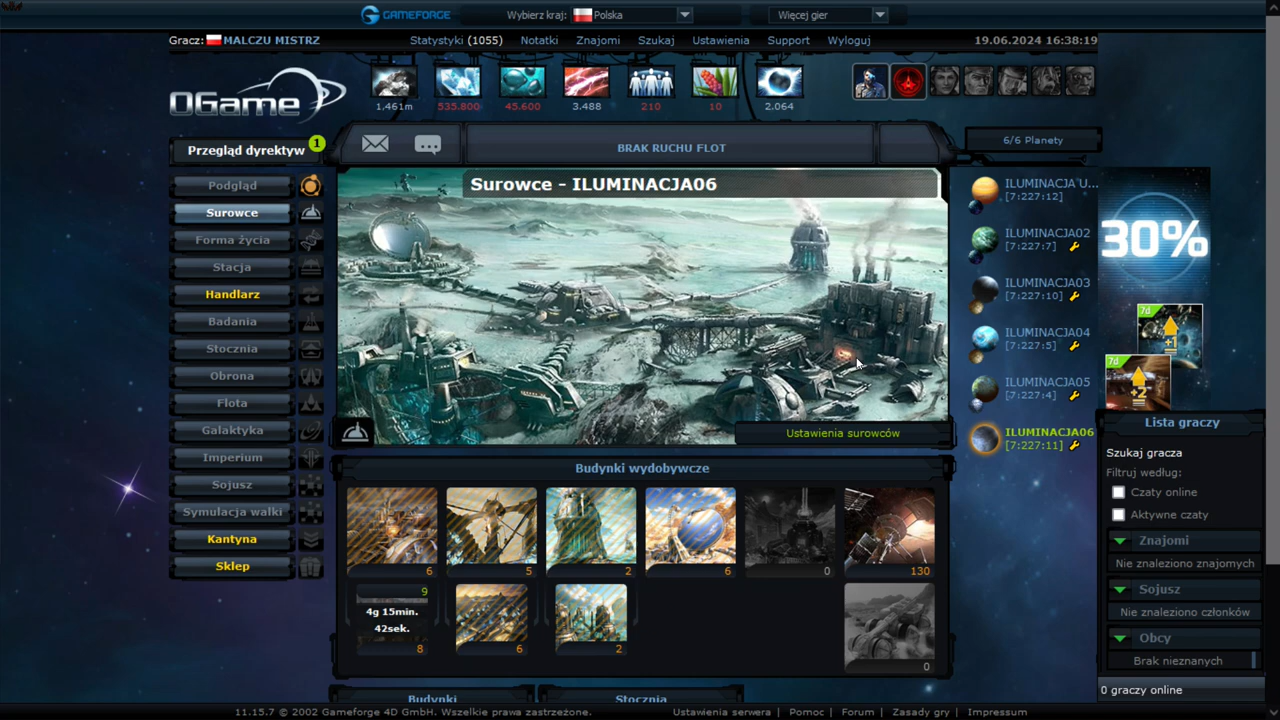 GAMEFORGE
Wybierz kraj:
Polska
Więcej gier
Gracz: MALCZU MISTRZ
Statystyki (1055)
Notatki
Znajomi
Szukaj
Ustawienia
Support
Wyloguj
19.06.2024 16:38:19
OGame
1,461m
535.800
45.600
3.488
210
10
2.064
Przegląd dyrektyw
1
BRAK RUCHU FLOT
6/6 Planety
Podgląd
Surowce
Forma życia
Stacja
Handlarz
Badania
Stocznia
Obrona
Flota
Galaktyka
Imperium
Sojusz
Symulacja walki
Kantyna
Sklep
Surowce - ILUMINACJA06
Ustawienia surowców
Budynki wydobywcze
6
5
2
6
0
130
9
4g 15min.
42sek.
8
6
2
0
Budynki
Stocznia
ILUMINACJA U...
[7:227:12]
ILUMINACJA02
[7:227:7]
ILUMINACJA03
[7:227:10]
ILUMINACJA04
[7:227:5]
ILUMINACJA05
[7:227:4]
ILUMINACJA06
[7:227:11]
30%
7d
+1
7d
+2
Lista graczy
Szukaj gracza
Filtruj według:
Czaty online
Aktywne czaty
Znajomi
Nie znaleziono znajomych
Sojusz
Nie znaleziono członków
Obcy
Brak nieznanych
0 graczy online
11.15.7 © 2002 Gameforge 4D GmbH. Wszelkie prawa zastrzeżone.
Ustawienia serwera | Pomoc | Forum | Zasady gry | Impressum